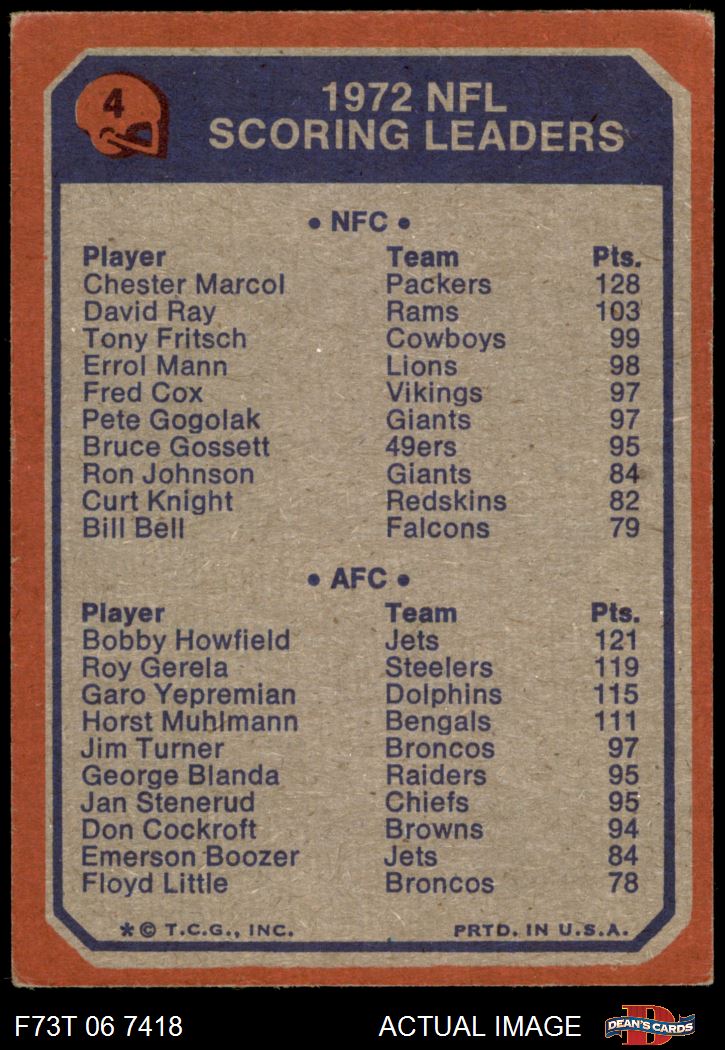 4
1972 NFL
SCORING LEADERS
• NFC •
Player Team Pts.
Chester Marcol Packers 128
David Ray Rams 103
Tony Fritsch Cowboys 99
Errol Mann Lions 98
Fred Cox Vikings 97
Pete Gogolak Giants 97
Bruce Gossett 49ers 95
Ron Johnson Giants 84
Curt Knight Redskins 82
Bill Bell Falcons 79
• AFC •
Player Team Pts.
Bobby Howfield Jets 121
Roy Gerela Steelers 119
Garo Yepremian Dolphins 115
Horst Muhlmann Bengals 111
Jim Turner Broncos 97
George Blanda Raiders 95
Jan Stenerud Chiefs 95
Don Cockroft Browns 94
Emerson Boozer Jets 84
Floyd Little Broncos 78
*© T.C.G., INC. PRTD. IN U.S.A.
F73T 06 7418 ACTUAL IMAGE D DEAN'S CARDS